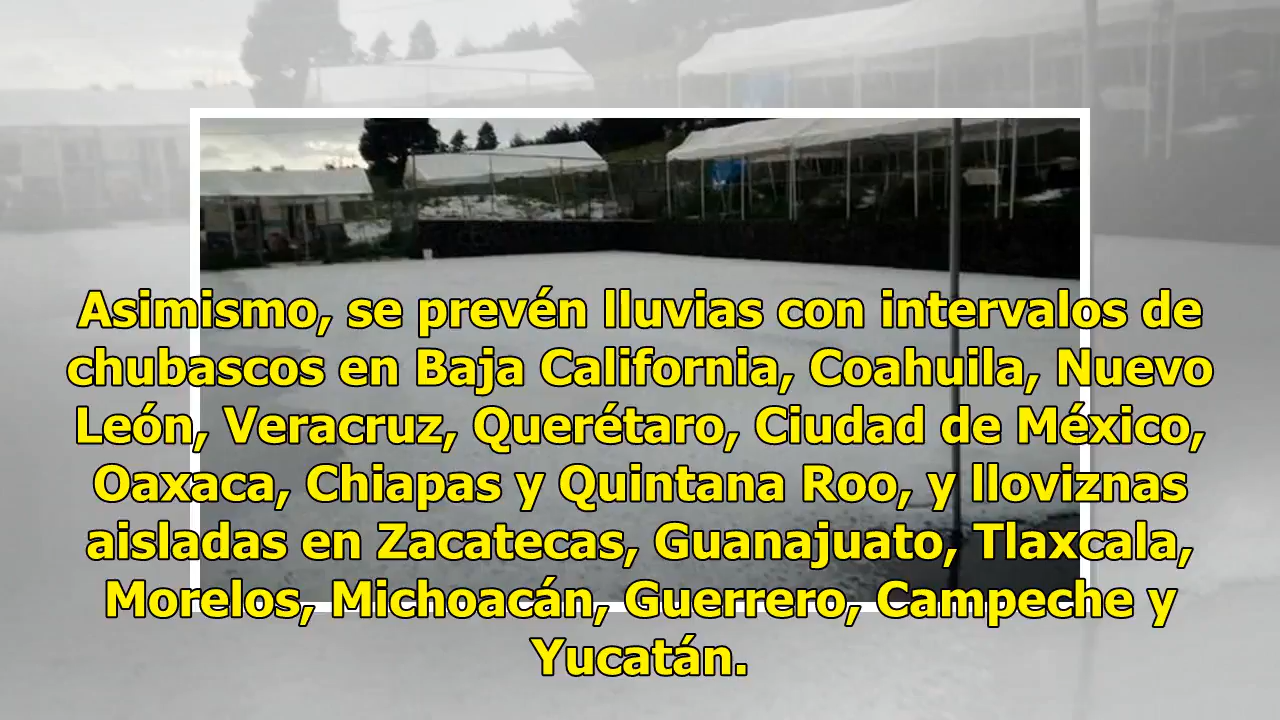 Asimismo, se prevén lluvias con intervalos de
chubascos en Baja California, Coahuila, Nuevo
León, Veracruz, Querétaro, Ciudad de México,
Oaxaca, Chiapas y Quintana Roo, y lloviznas
aisladas en Zacatecas, Guanajuato, Tlaxcala,
Morelos, Michoacán, Guerrero, Campeche y
Yucatán.